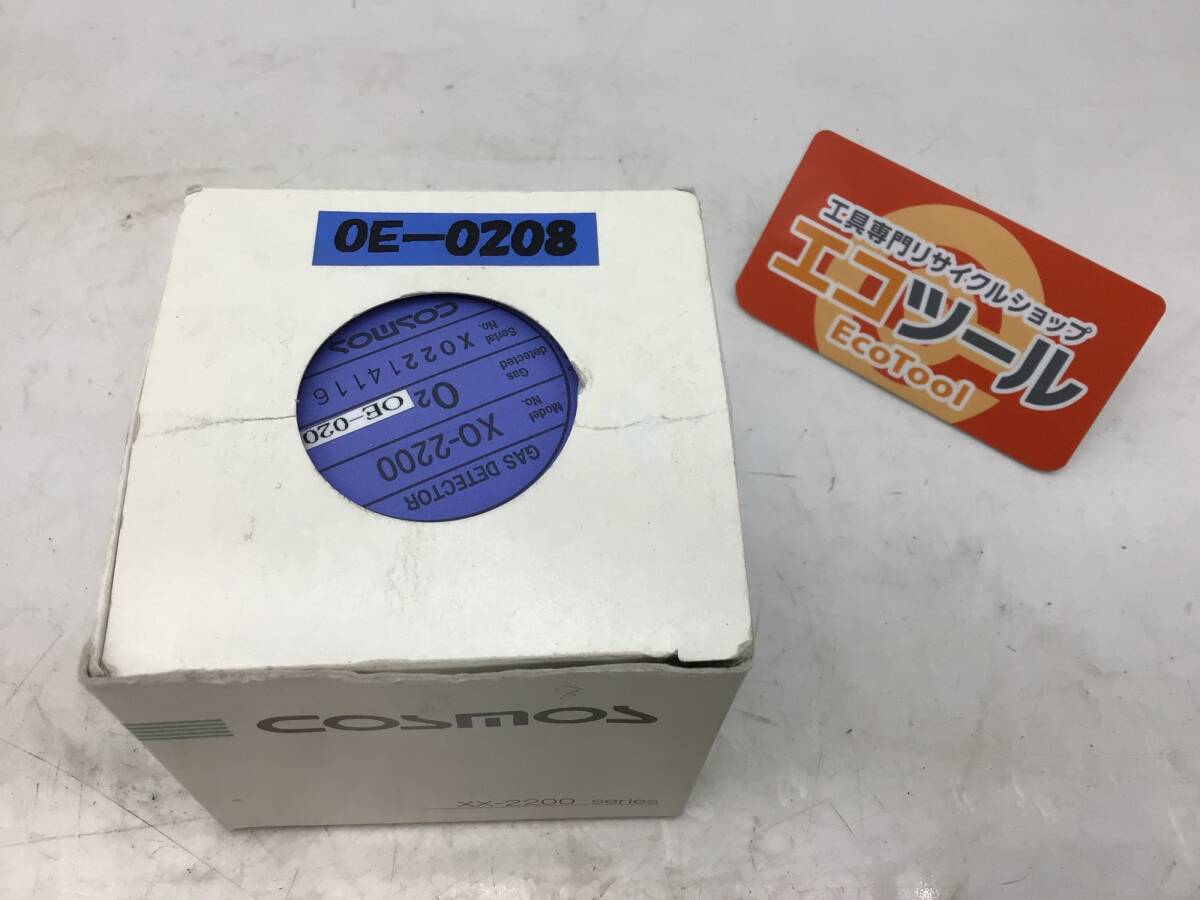 OE-0208
COSMOS
Serial No. X02214116
Gas detected O2
OE-020
Model No. XO-2200
GAS DETECTOR
COSMOS
XX-2200 series
工具専門リサイクルショップ
エコツール
EcoTool